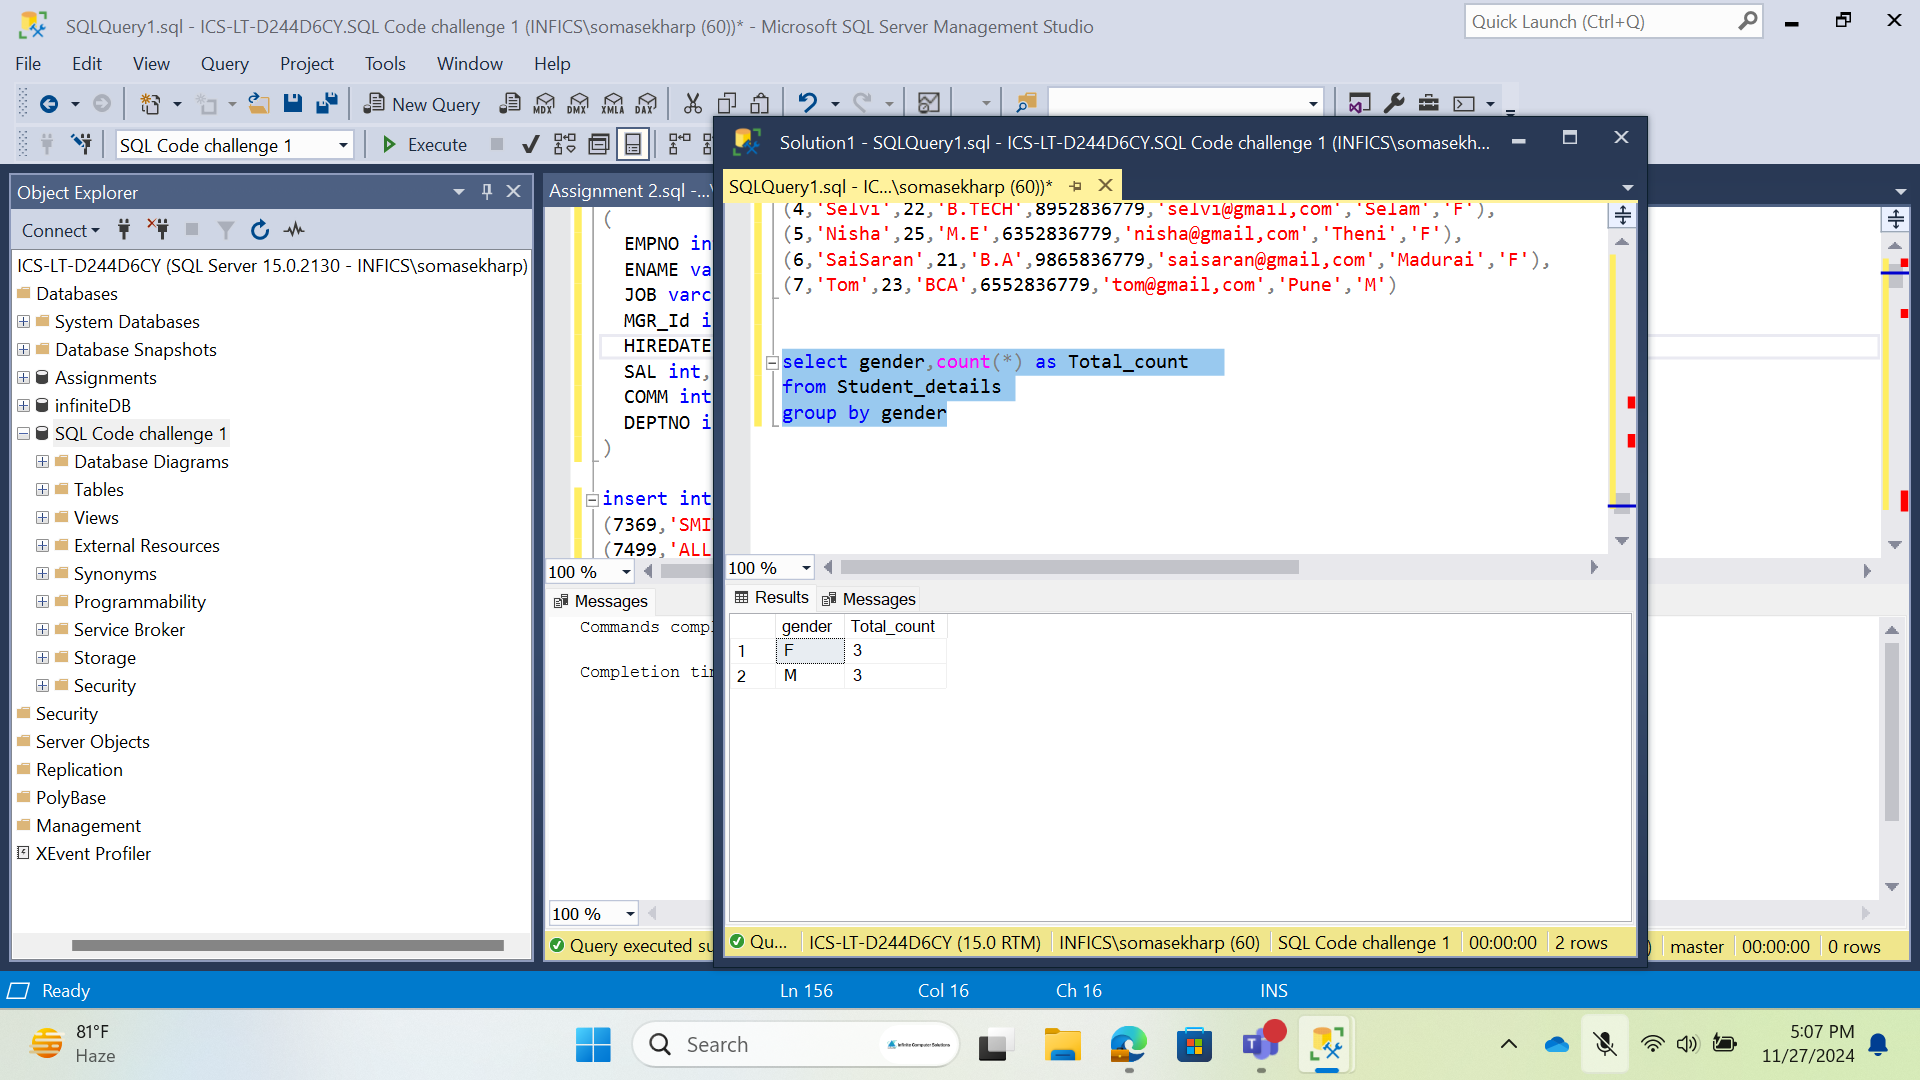 SQLQuery1.sql - ICS-LT-D244D6CY.SQL Code challenge 1 (INFICS\somasekharp (60))* - Microsoft SQL Server Management Studio
Quick Launch (Ctrl+Q)
File Edit View Query Project Tools Window Help
New Query MDX DMX XMLA DAX
SQL Code challenge 1 Execute
Object Explorer
Connect
ICS-LT-D244D6CY (SQL Server 15.0.2130 - INFICS\somasekharp)
Databases
System Databases
Database Snapshots
Assignments
infiniteDB
SQL Code challenge 1
Database Diagrams
Tables
Views
External Resources
Synonyms
Programmability
Service Broker
Storage
Security
Security
Server Objects
Replication
PolyBase
Management
XEvent Profiler
Assignment 2.sql -...
(
EMPNO in
ENAME va
JOB varc
MGR_Id i
HIREDATE
SAL int,
COMM int
DEPTNO i
)
insert int
(7369,'SMI
(7499,'ALL
100 %
Messages
Commands compl
Completion tim
100 %
Query executed su
Solution1 - SQLQuery1.sql - ICS-LT-D244D6CY.SQL Code challenge 1 (INFICS\somasekh...
SQLQuery1.sql - IC...\somasekharp (60))*
(4,'Selvi',22,'B.TECH',8952836779,'selvi@gmail,com','Selam','F'),
(5,'Nisha',25,'M.E',6352836779,'nisha@gmail,com','Theni','F'),
(6,'SaiSaran',21,'B.A',9865836779,'saisaran@gmail,com','Madurai','F'),
(7,'Tom',23,'BCA',6552836779,'tom@gmail,com','Pune','M')
select gender,count(*) as Total_count
from Student_details
group by gender
100 %
Results Messages
gender Total_count
1 F 3
2 M 3
Qu... ICS-LT-D244D6CY (15.0 RTM) INFICS\somasekharp (60) SQL Code challenge 1 00:00:00 2 rows
) master 00:00:00 0 rows
Ready Ln 156 Col 16 Ch 16 INS
81°F
Haze
Search
Infinite Computer Solutions
5:07 PM
11/27/2024